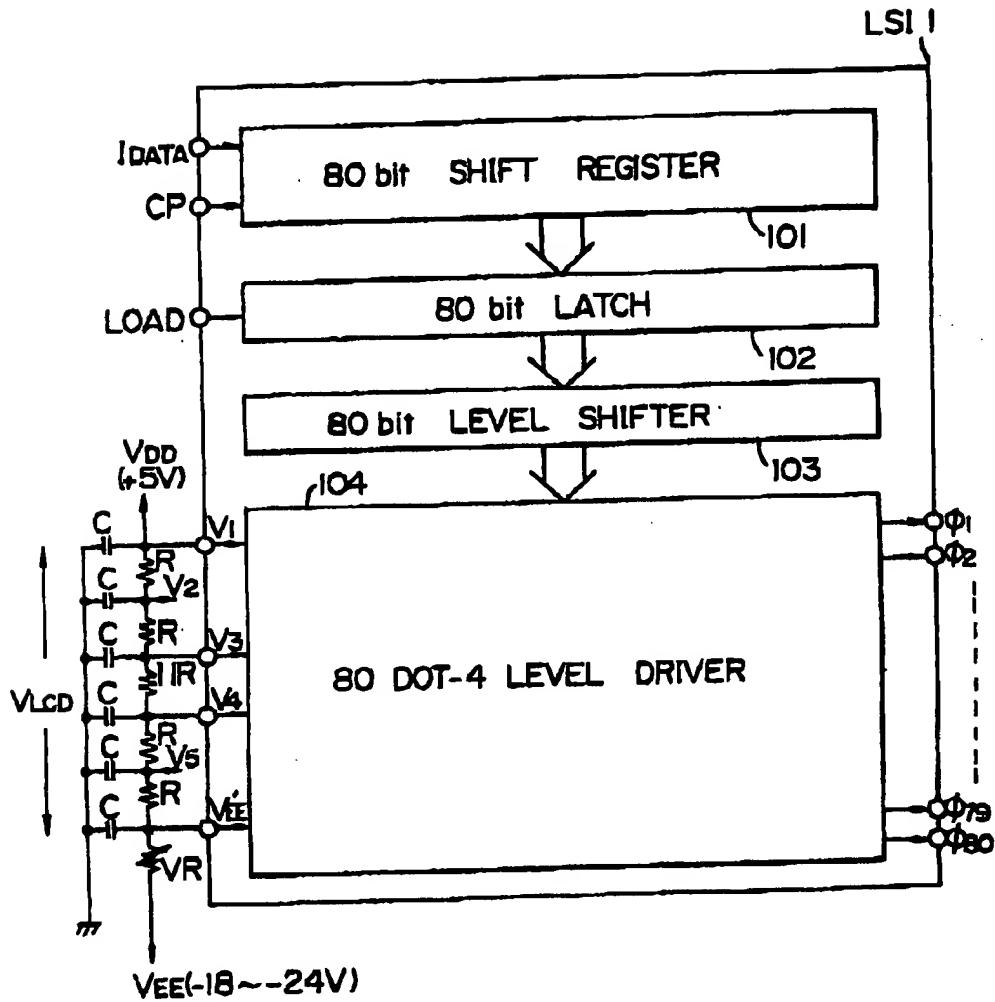 LSI 1
IDATA
80 bit SHIFT REGISTER
CP
101
80 bit LATCH
LOAD
102
80 bit LEVEL SHIFTER
103
VDD
(+5V)
104
C
V1
φ1
R
C
V2
φ2
R
C
V3
11R
80 DOT-4 LEVEL DRIVER
VLCD
C
V4
R
C
V5
R
C
V'EE
φ79
VR
φ80
VEE(-18~-24V)